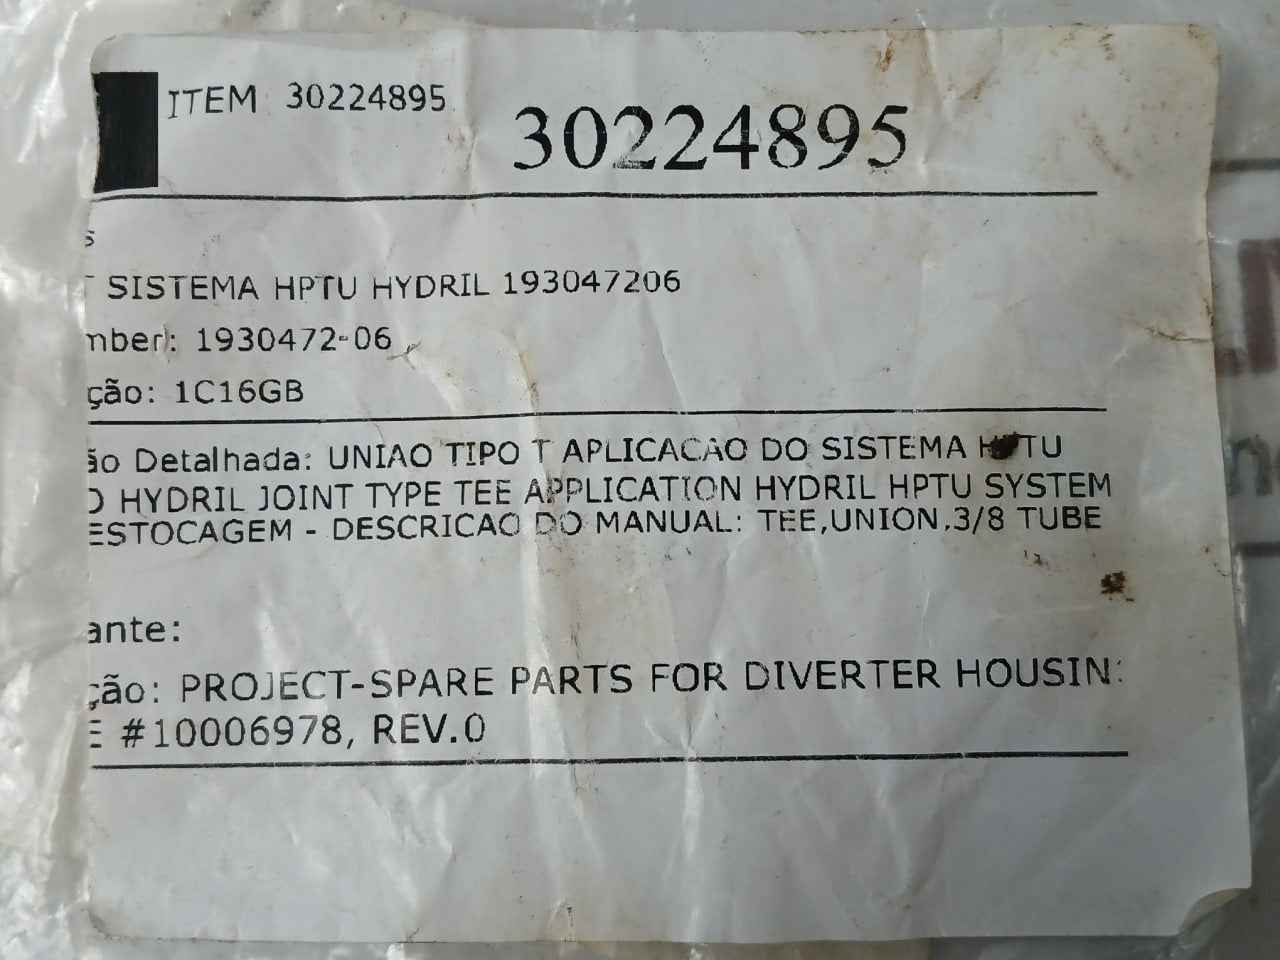 ITEM 30224895
30224895
s
SISTEMA HPTU HYDRIL 193047206
mber): 1930472-06
ção: 1C16GB
ão Detalhada: UNIAO TIPO T APLICACAO DO SISTEMA HPTU
O HYDRIL JOINT TYPE TEE APPLICATION HYDRIL HPTU SYSTEM
ESTOCAGEM - DESCRICAO DO MANUAL: TEE,UNION,3/8 TUBE
ante:
ção: PROJECT-SPARE PARTS FOR DIVERTER HOUSIN
E #10006978, REV.0